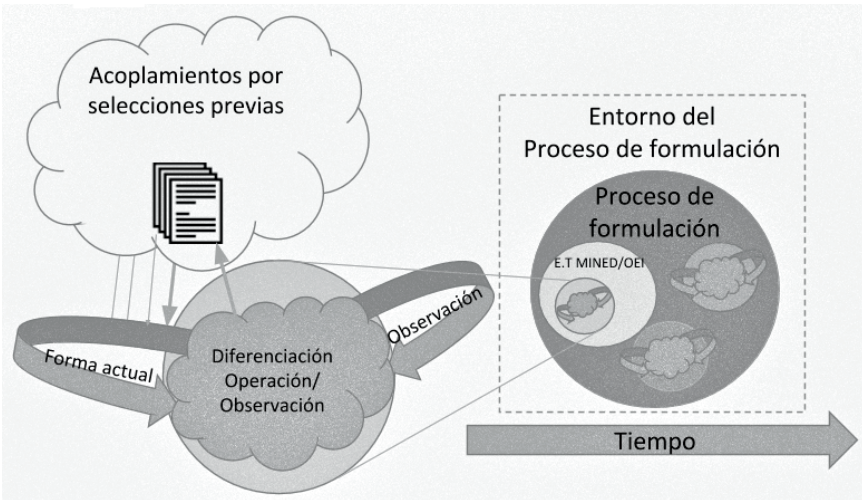 Acoplamientos por
selecciones previas
Forma actual
Observación
Diferenciación
Operación/
Observación
Entorno del
Proceso de formulación
Proceso de
formulación
E.T MINED/OEI
Tiempo